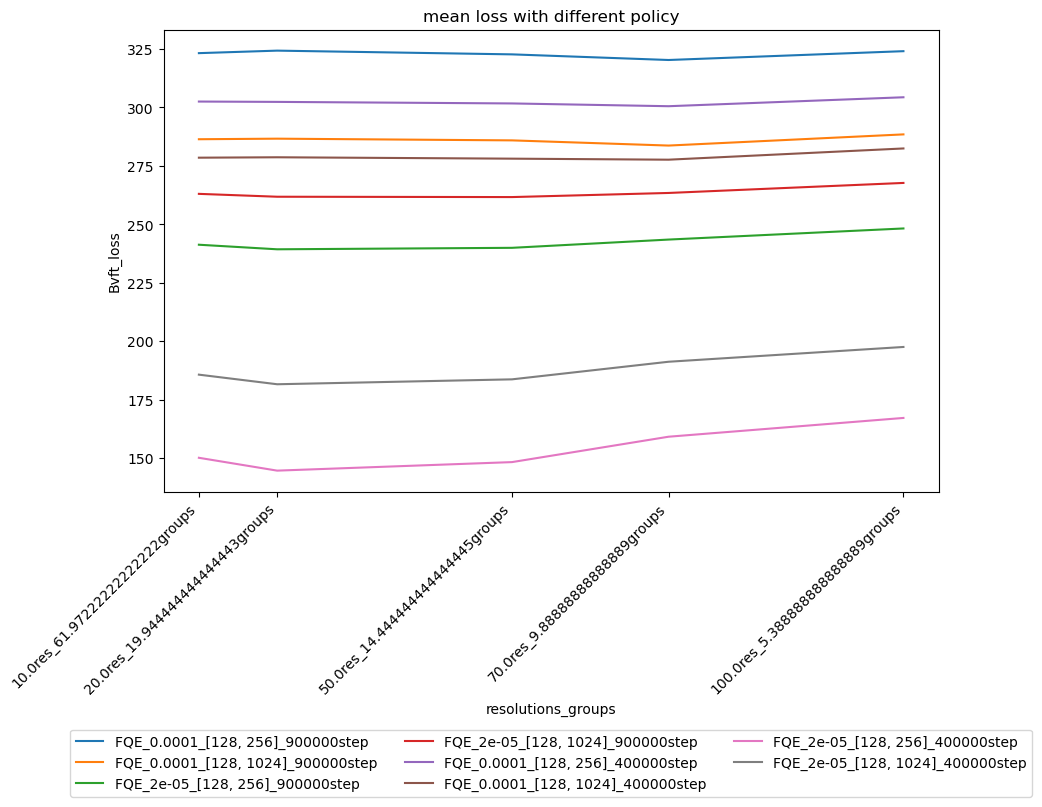 mean loss with different policy
Bvft_loss
325
300
275
250
225
200
175
150
10.0res_61.97222222222222groups
20.0res_19.944444444444443groups
50.0res_14.444444444444445groups
70.0res_9.88888888888889groups
100.0res_5.388888888888889groups
resolutions_groups
FQE_0.0001_[128, 256]_900000step
FQE_0.0001_[128, 1024]_900000step
FQE_2e-05_[128, 256]_900000step
FQE_2e-05_[128, 1024]_900000step
FQE_0.0001_[128, 256]_400000step
FQE_0.0001_[128, 1024]_400000step
FQE_2e-05_[128, 256]_400000step
FQE_2e-05_[128, 1024]_400000step